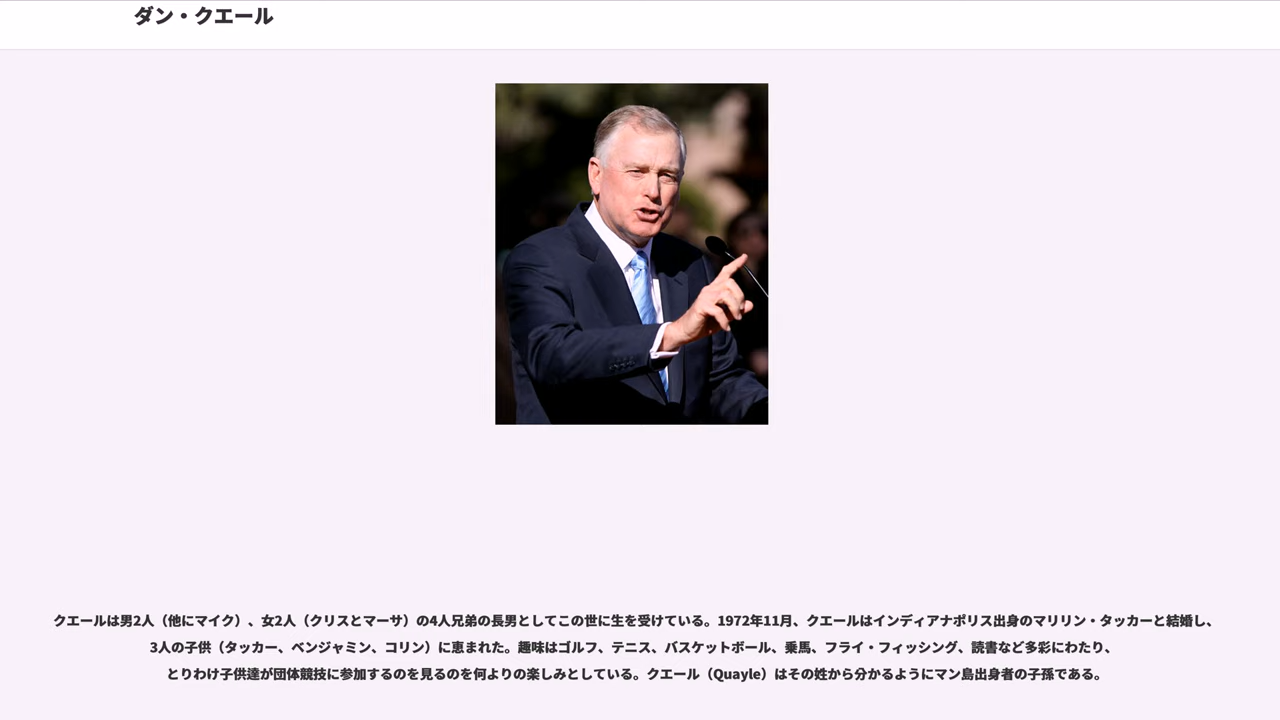 ダン・クエール
クエールは男2人（他にマイク）、女2人（クリスとマーサ）の4人兄弟の長男としてこの世に生を受けている。1972年11月、クエールはインディアナポリス出身のマリリン・タッカーと結婚し、
3人の子供（タッカー、ベンジャミン、コリン）に恵まれた。趣味はゴルフ、テニス、バスケットボール、乗馬、フライ・フィッシング、読書など多彩にわたり、
とりわけ子供達が団体競技に参加するのを見るのを何よりの楽しみとしている。クエール（Quayle）はその姓から分かるようにマン島出身者の子孫である。